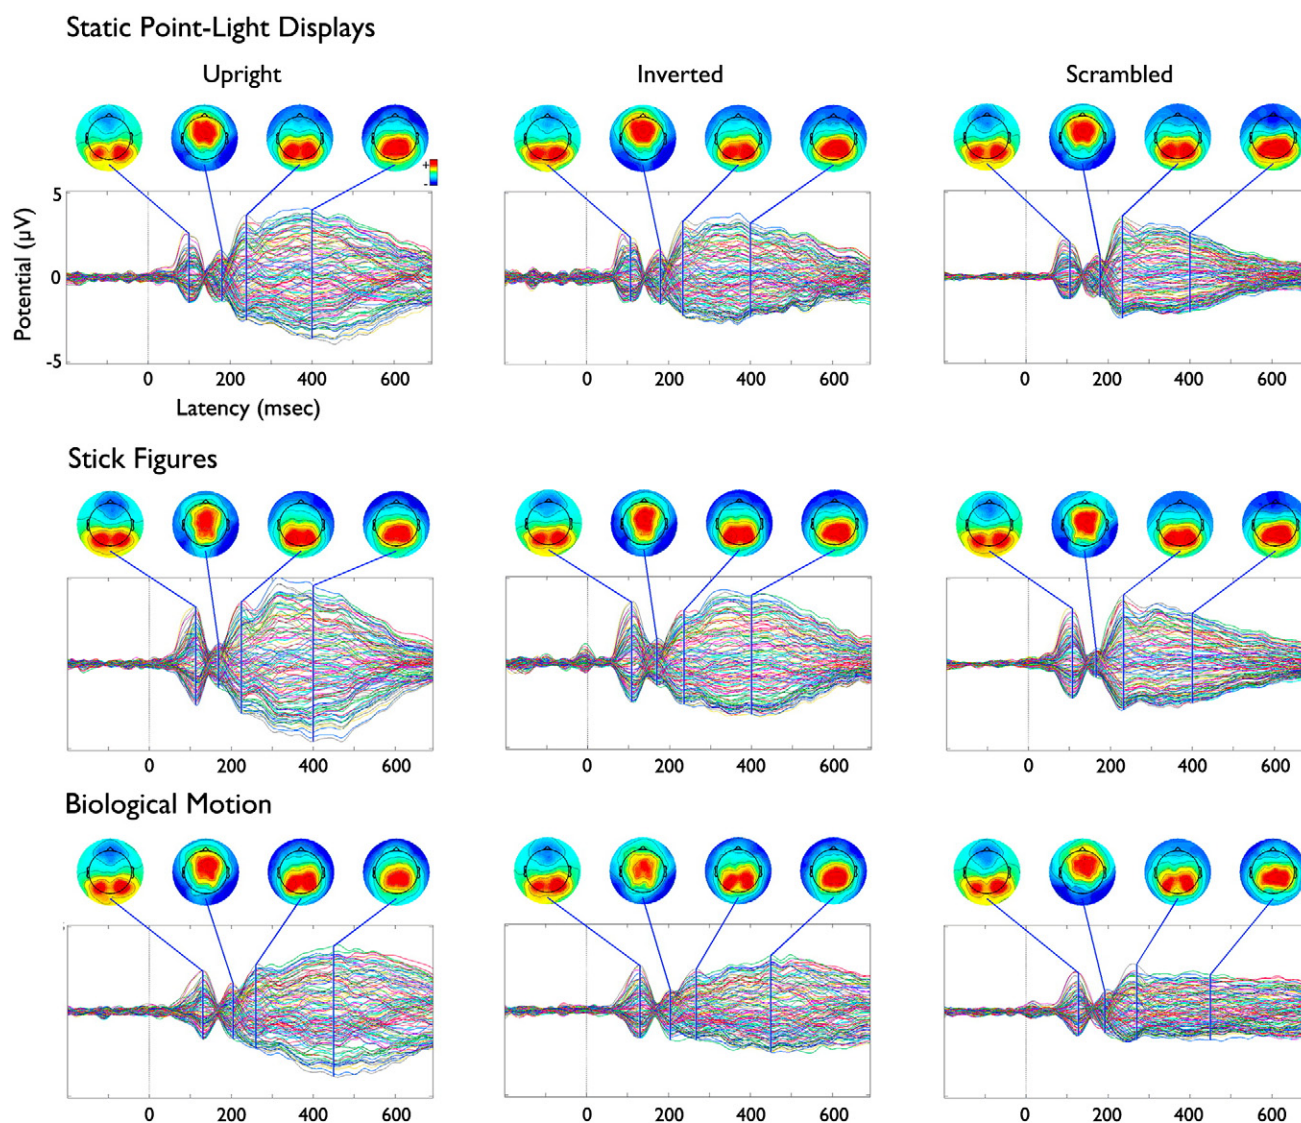 Static Point-Light Displays
Upright Inverted Scrambled
+
-
5
0
-5
Potential (µV)
0 200 400 600
0 200 400 600
0 200 400 600
Latency (msec)
Stick Figures
0 200 400 600
0 200 400 600
0 200 400 600
Biological Motion
0 200 400 600
0 200 400 600
0 200 400 600